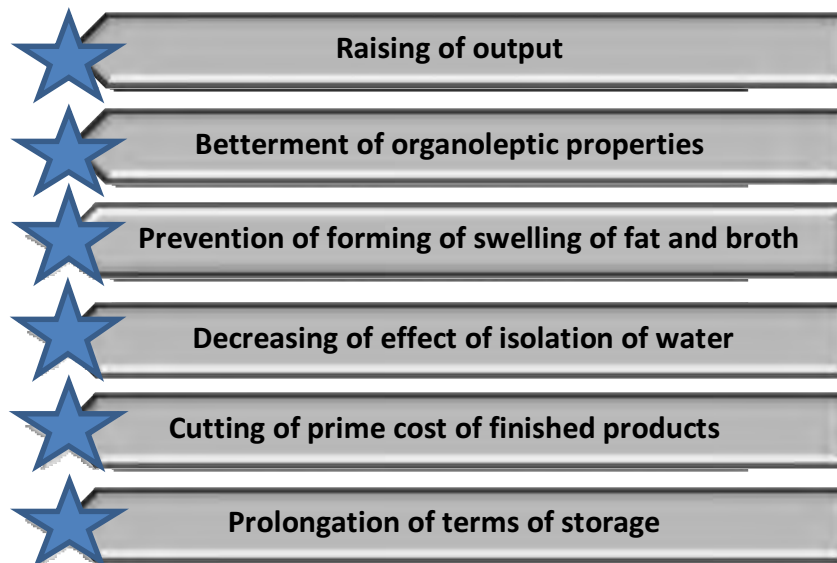 Raising of output
Betterment of organoleptic properties
Prevention of forming of swelling of fat and broth
Decreasing of effect of isolation of water
Cutting of prime cost of finished products
Prolongation of terms of storage